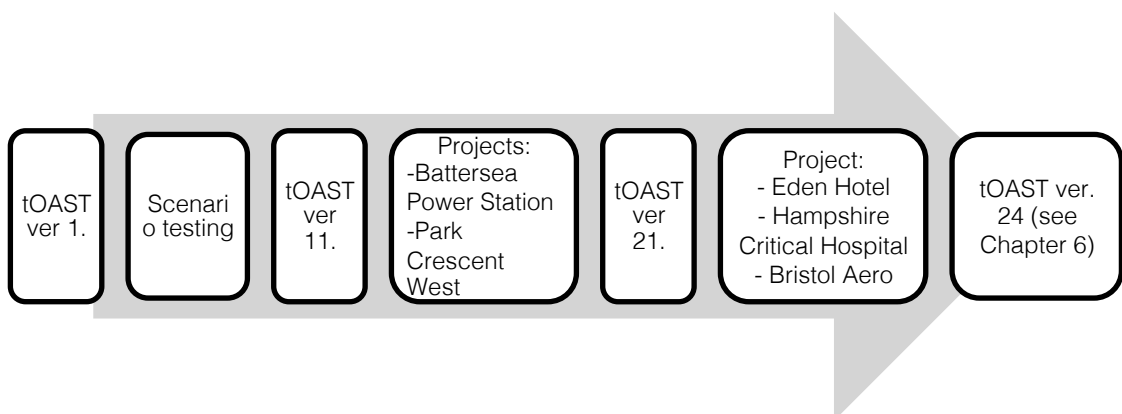 tOAST
ver 1.
Scenari
o testing
tOAST
ver
11.
Projects:
-Battersea
Power Station
-Park
Crescent
West
tOAST
ver
21.
Project:
- Eden Hotel
- Hampshire
Critical Hospital
- Bristol Aero
tOAST ver.
24 (see
Chapter 6)